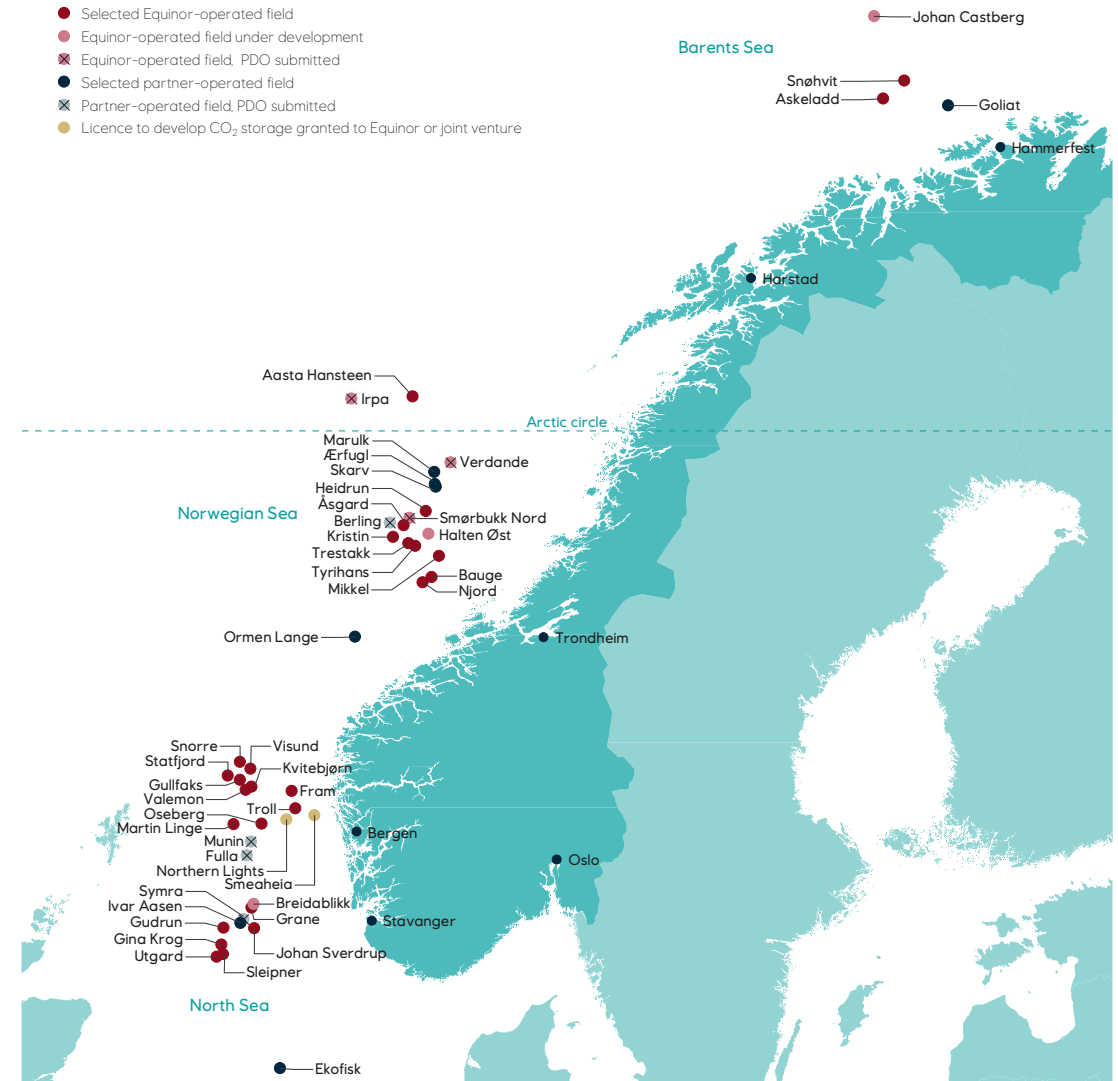 Selected Equinor-operated field
Equinor-operated field under development
Equinor-operated field, PDO submitted
Selected partner-operated field
Partner-operated field, PDO submitted
Licence to develop CO₂ storage granted to Equinor or joint venture
Johan Castberg
Barents Sea
Snøhvit
Askeladd
Goliat
Hammerfest
Harstad
Aasta Hansteen
Irpa
Arctic circle
Marulk
Ærfugl
Verdande
Skarv
Heidrun
Åsgard
Norwegian Sea
Smørbukk Nord
Berling
Kristin
Halten Øst
Trestakk
Tyrihans
Bauge
Mikkel
Njord
Ormen Lange
Trondheim
Snorre
Visund
Statfjord
Kvitebjørn
Gullfaks
Fram
Valemon
Troll
Oseberg
Martin Linge
Bergen
Munin
Fulla
Oslo
Northern Lights
Smeaheia
Symra
Breidablikk
Ivar Aasen
Grane
Gudrun
Stavanger
Gina Krog
Johan Sverdrup
Utgard
Sleipner
North Sea
Ekofisk